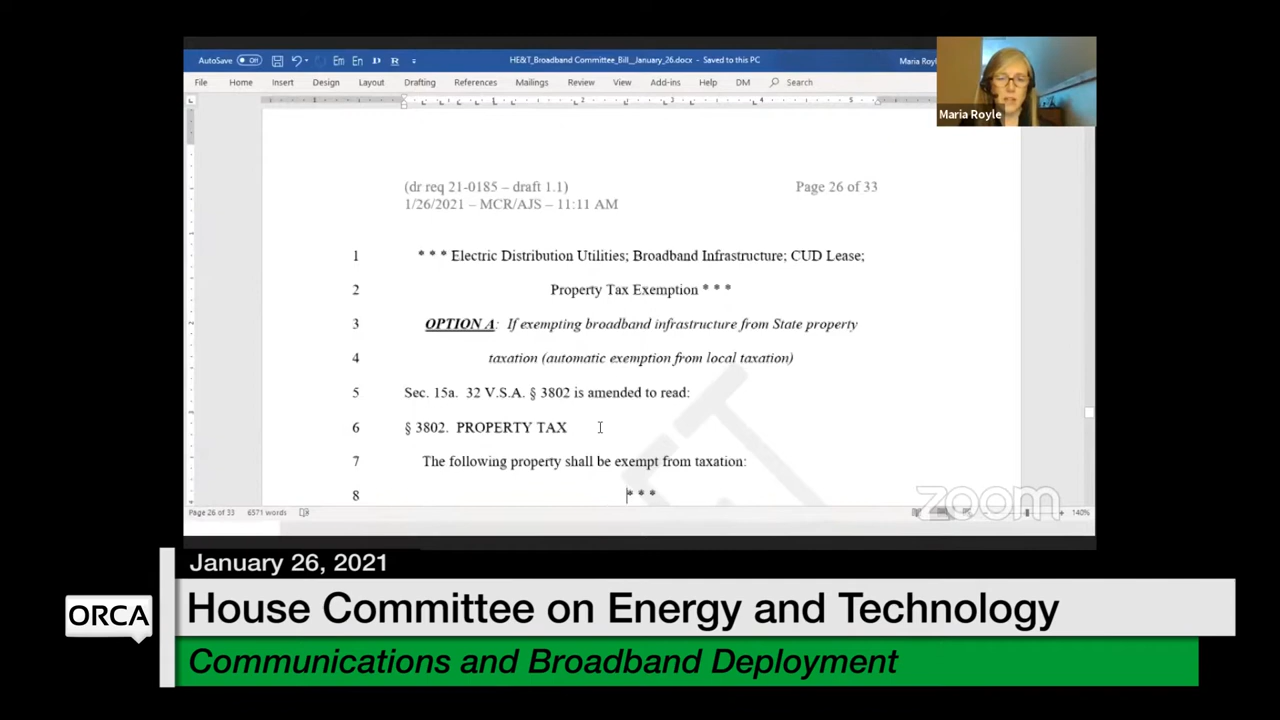 AutoSave Off
HE&T_Broadband Committee_Bill__January_26.docx - Saved to this PC
Maria Royl
File Home Insert Design Layout Drafting References Mailings Review View Add-ins Help DM Search
Maria Royle
(dr req 21-0185 – draft 1.1) Page 26 of 33
1/26/2021 – MCR/AJS – 11:11 AM
1 * * * Electric Distribution Utilities; Broadband Infrastructure; CUD Lease;
2 Property Tax Exemption * * *
3 OPTION A: If exempting broadband infrastructure from State property
4 taxation (automatic exemption from local taxation)
5 Sec. 15a. 32 V.S.A. § 3802 is amended to read:
6 § 3802. PROPERTY TAX
7 The following property shall be exempt from taxation:
8 * * *
Page 26 of 33 6571 words
140%
zoom
January 26, 2021
ORCA
House Committee on Energy and Technology
Communications and Broadband Deployment